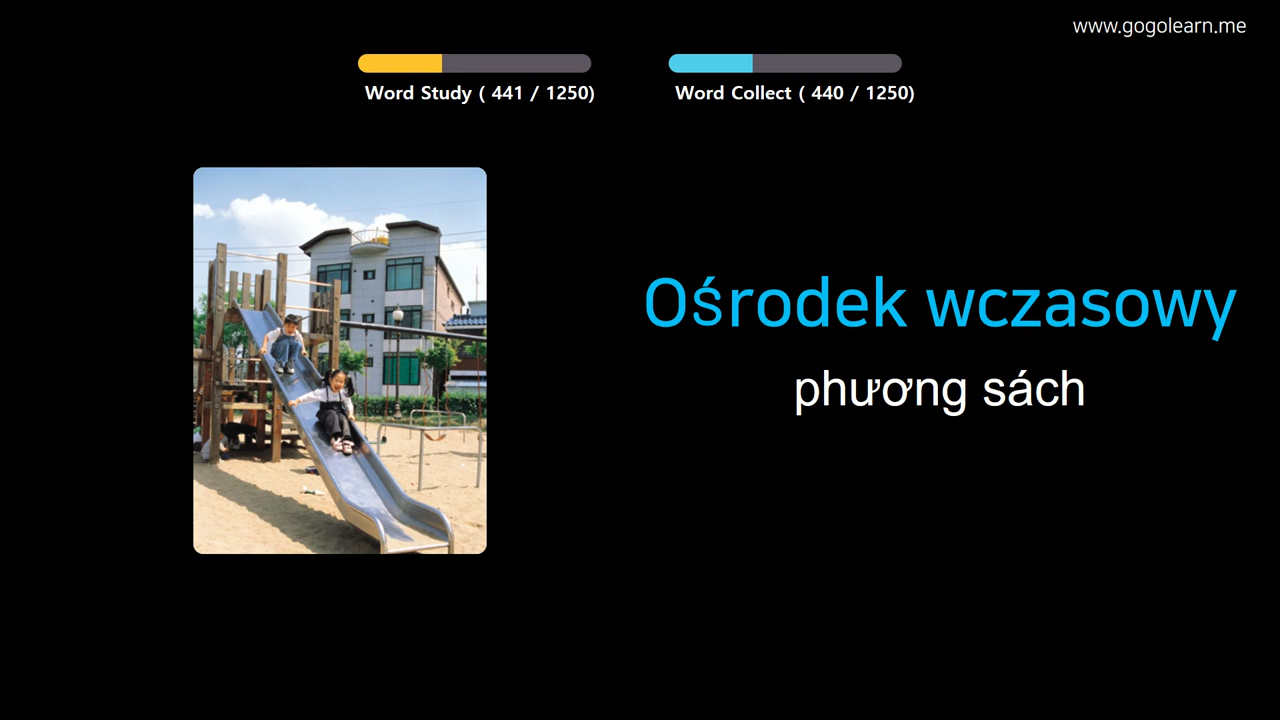 www.gogolearn.me
Word Study ( 441 / 1250)
Word Collect ( 440 / 1250)
Ośrodek wczasowy
phương sách